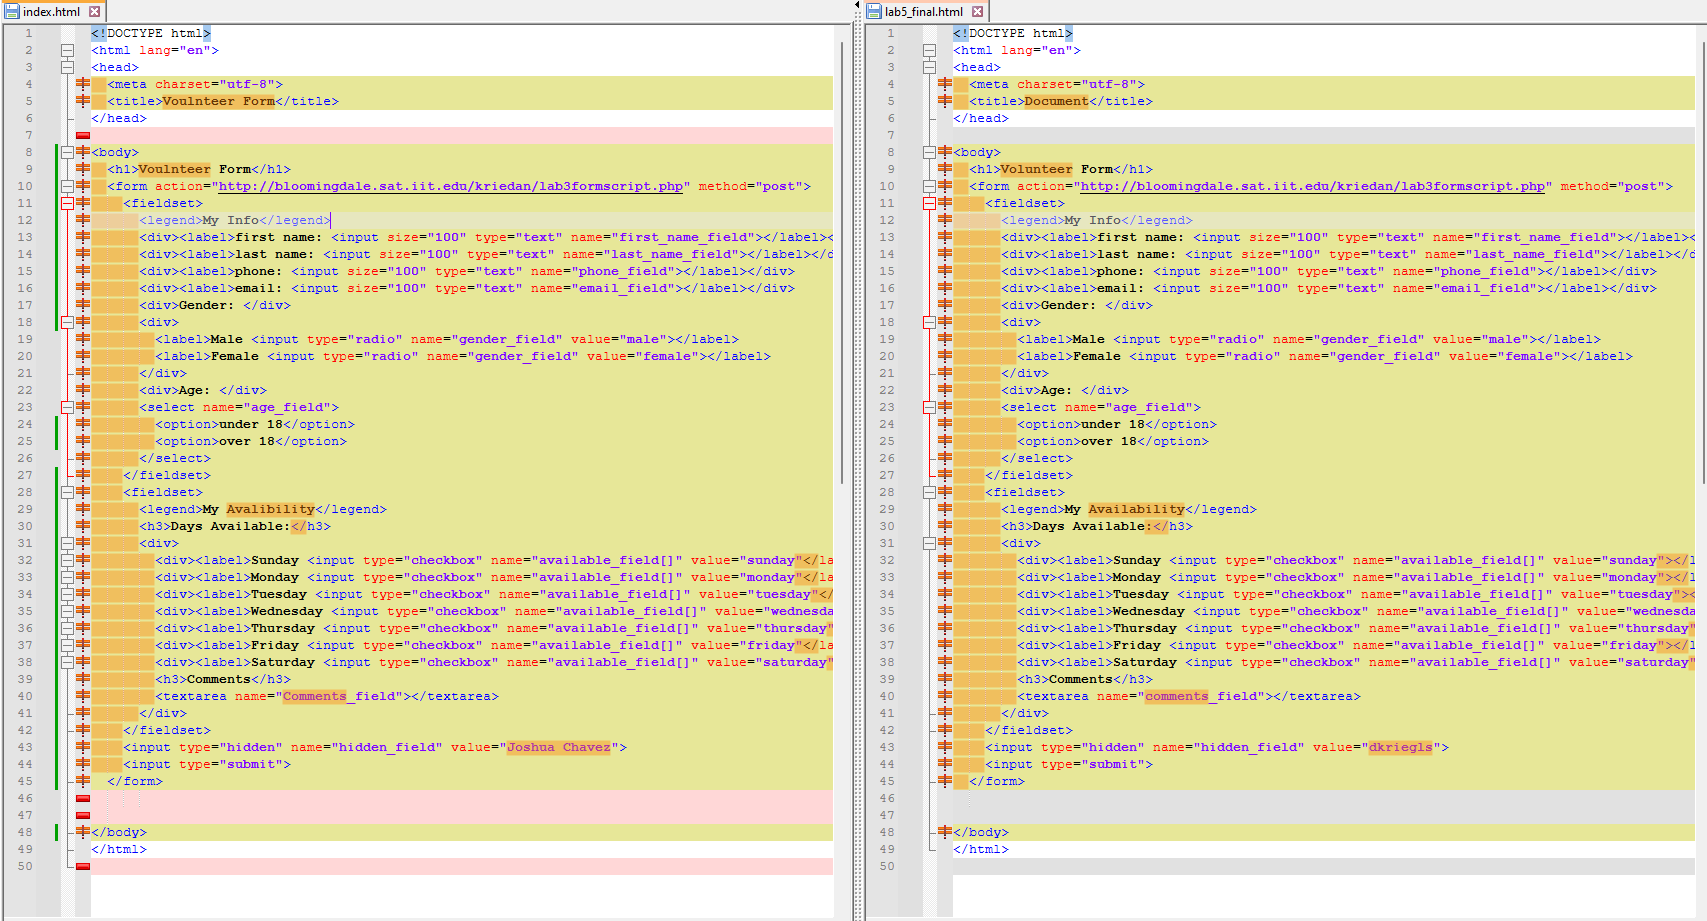 index.html
1 <!DOCTYPE html>
2 <html lang="en">
3 <head>
4 <meta charset="utf-8">
5 <title>Voulnteer Form</title>
6 </head>
7
8 <body>
9 <h1>Voulnteer Form</h1>
10 <form action="http://bloomingdale.sat.iit.edu/kriedan/lab3formscript.php" method="post">
11 <fieldset>
12 <legend>My Info</legend>
13 <div><label>first name: <input size="100" type="text" name="first_name_field"></label><
14 <div><label>last name: <input size="100" type="text" name="last_name_field"></label></d
15 <div><label>phone: <input size="100" type="text" name="phone_field"></label></div>
16 <div><label>email: <input size="100" type="text" name="email_field"></label></div>
17 <div>Gender: </div>
18 <div>
19 <label>Male <input type="radio" name="gender_field" value="male"></label>
20 <label>Female <input type="radio" name="gender_field" value="female"></label>
21 </div>
22 <div>Age: </div>
23 <select name="age_field">
24 <option>under 18</option>
25 <option>over 18</option>
26 </select>
27 </fieldset>
28 <fieldset>
29 <legend>My Avalibility</legend>
30 <h3>Days Available:</h3>
31 <div>
32 <div><label>Sunday <input type="checkbox" name="available_field[]" value="sunday"</la
33 <div><label>Monday <input type="checkbox" name="available_field[]" value="monday"</la
34 <div><label>Tuesday <input type="checkbox" name="available_field[]" value="tuesday"</
35 <div><label>Wednesday <input type="checkbox" name="available_field[]" value="wednesda
36 <div><label>Thursday <input type="checkbox" name="available_field[]" value="thursday"
37 <div><label>Friday <input type="checkbox" name="available_field[]" value="friday"</la
38 <div><label>Saturday <input type="checkbox" name="available_field[]" value="saturday"
39 <h3>Comments</h3>
40 <textarea name="Comments_field"></textarea>
41 </div>
42 </fieldset>
43 <input type="hidden" name="hidden_field" value="Joshua Chavez">
44 <input type="submit">
45 </form>
46
47
48 </body>
49 </html>
50
lab5_final.html
1 <!DOCTYPE html>
2 <html lang="en">
3 <head>
4 <meta charset="utf-8">
5 <title>Document</title>
6 </head>
7
8 <body>
9 <h1>Volunteer Form</h1>
10 <form action="http://bloomingdale.sat.iit.edu/kriedan/lab3formscript.php" method="post">
11 <fieldset>
12 <legend>My Info</legend>
13 <div><label>first name: <input size="100" type="text" name="first_name_field"></label><
14 <div><label>last name: <input size="100" type="text" name="last_name_field"></label></d
15 <div><label>phone: <input size="100" type="text" name="phone_field"></label></div>
16 <div><label>email: <input size="100" type="text" name="email_field"></label></div>
17 <div>Gender: </div>
18 <div>
19 <label>Male <input type="radio" name="gender_field" value="male"></label>
20 <label>Female <input type="radio" name="gender_field" value="female"></label>
21 </div>
22 <div>Age: </div>
23 <select name="age_field">
24 <option>under 18</option>
25 <option>over 18</option>
26 </select>
27 </fieldset>
28 <fieldset>
29 <legend>My Availability</legend>
30 <h3>Days Available:</h3>
31 <div>
32 <div><label>Sunday <input type="checkbox" name="available_field[]" value="sunday"></l
33 <div><label>Monday <input type="checkbox" name="available_field[]" value="monday"></l
34 <div><label>Tuesday <input type="checkbox" name="available_field[]" value="tuesday"><
35 <div><label>Wednesday <input type="checkbox" name="available_field[]" value="wednesda
36 <div><label>Thursday <input type="checkbox" name="available_field[]" value="thursday"
37 <div><label>Friday <input type="checkbox" name="available_field[]" value="friday"></l
38 <div><label>Saturday <input type="checkbox" name="available_field[]" value="saturday"
39 <h3>Comments</h3>
40 <textarea name="comments_field"></textarea>
41 </div>
42 </fieldset>
43 <input type="hidden" name="hidden_field" value="dkriegls">
44 <input type="submit">
45 </form>
46
47
48 </body>
49 </html>
50